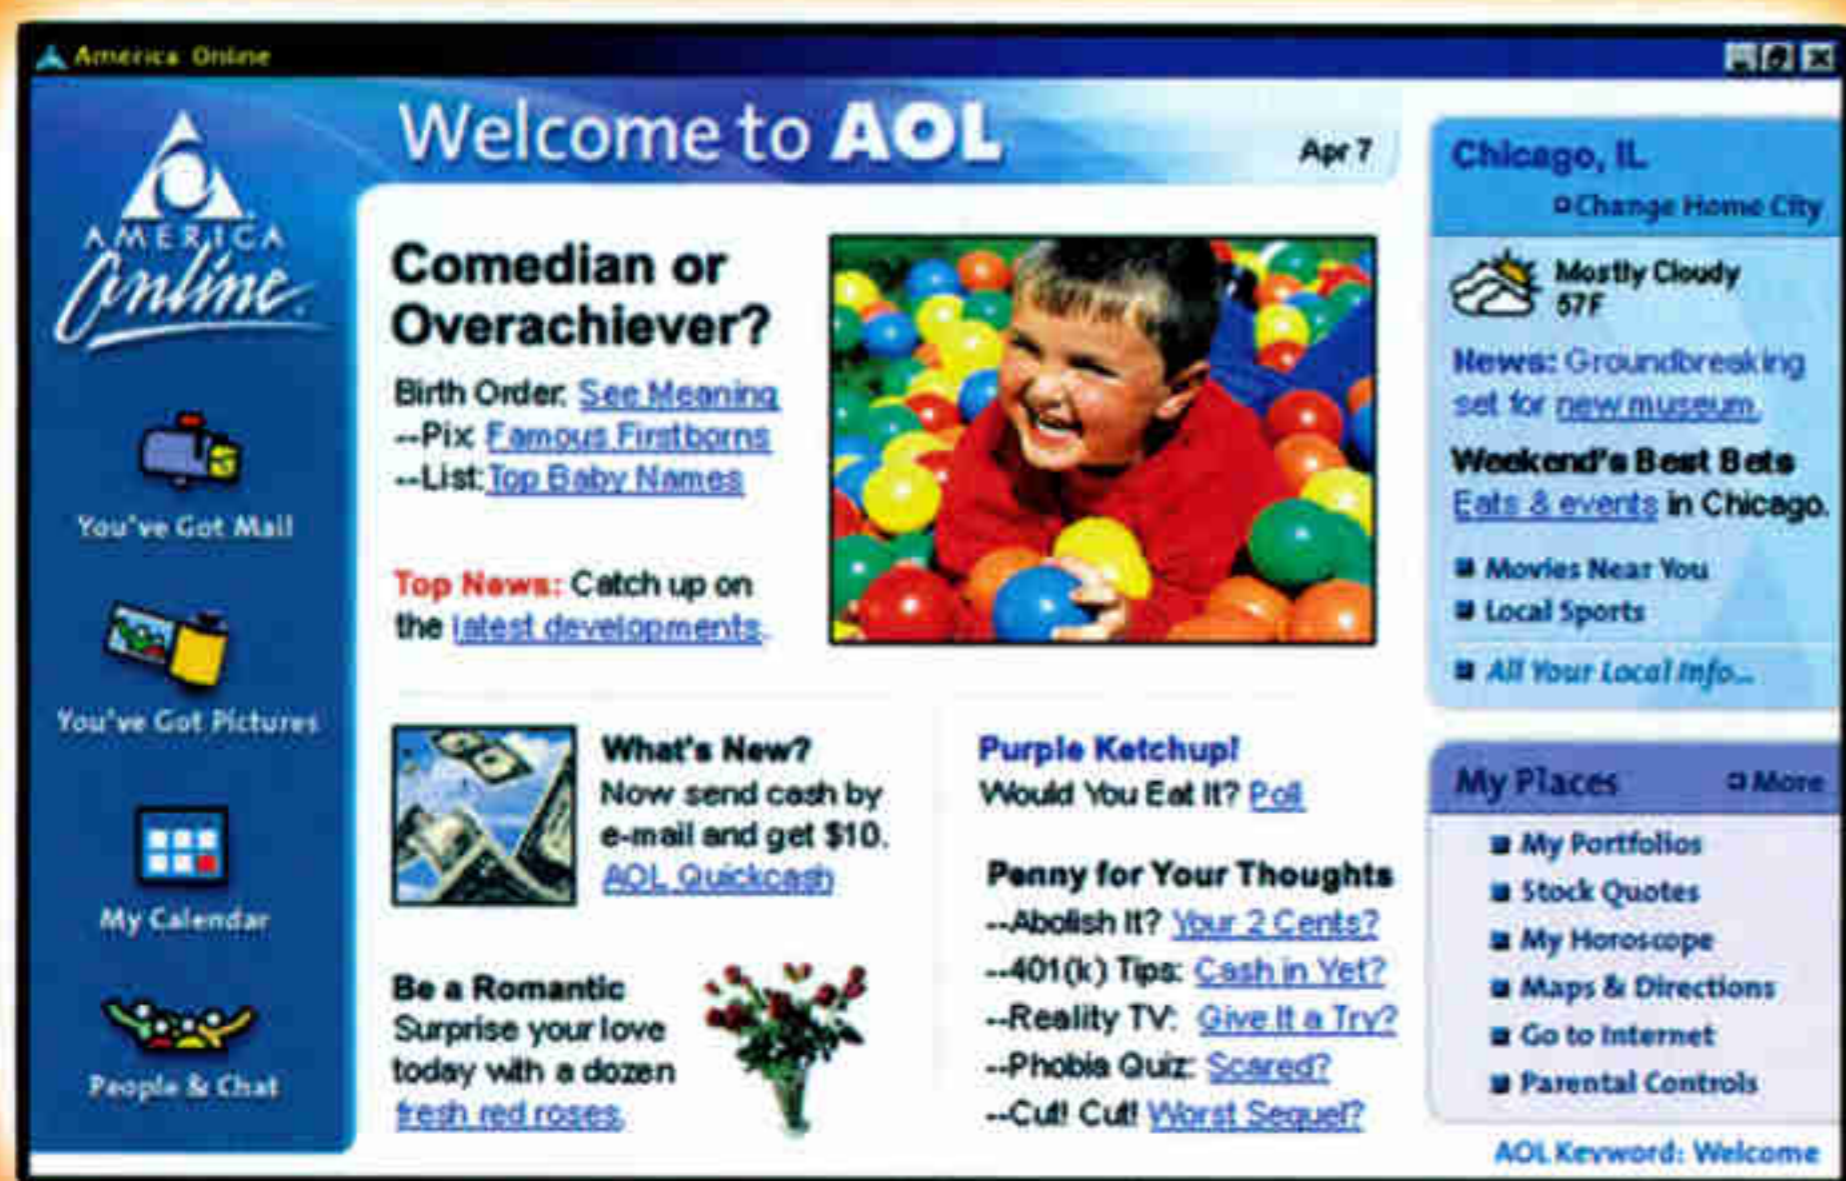 America Online
Welcome to AOL
Apr 7
AMERICA
Online.
You've Got Mail
You've Got Pictures
My Calendar
People & Chat
Comedian or
Overachiever?
Birth Order: See Meaning
--Pix: Famous Firstborns
--List: Top Baby Names
Top News: Catch up on
the latest developments.
What's New?
Now send cash by
e-mail and get $10.
AOL Quickcash
Be a Romantic
Surprise your love
today with a dozen
fresh red roses.
Purple Ketchup!
Would You Eat It? Poll
Penny for Your Thoughts
--Abolish It? Your 2 Cents?
--401(k) Tips: Cash in Yet?
--Reality TV: Give It a Try?
--Phobia Quiz: Scared?
--Cut! Cut! Worst Sequel?
Chicago, IL
Change Home City
Mostly Cloudy
57F
News: Groundbreaking
set for new museum.
Weekend's Best Bets
Eats & events in Chicago.
Movies Near You
Local Sports
All Your Local Info...
My Places
More
My Portfolios
Stock Quotes
My Horoscope
Maps & Directions
Go to Internet
Parental Controls
AOL Keyword: Welcome